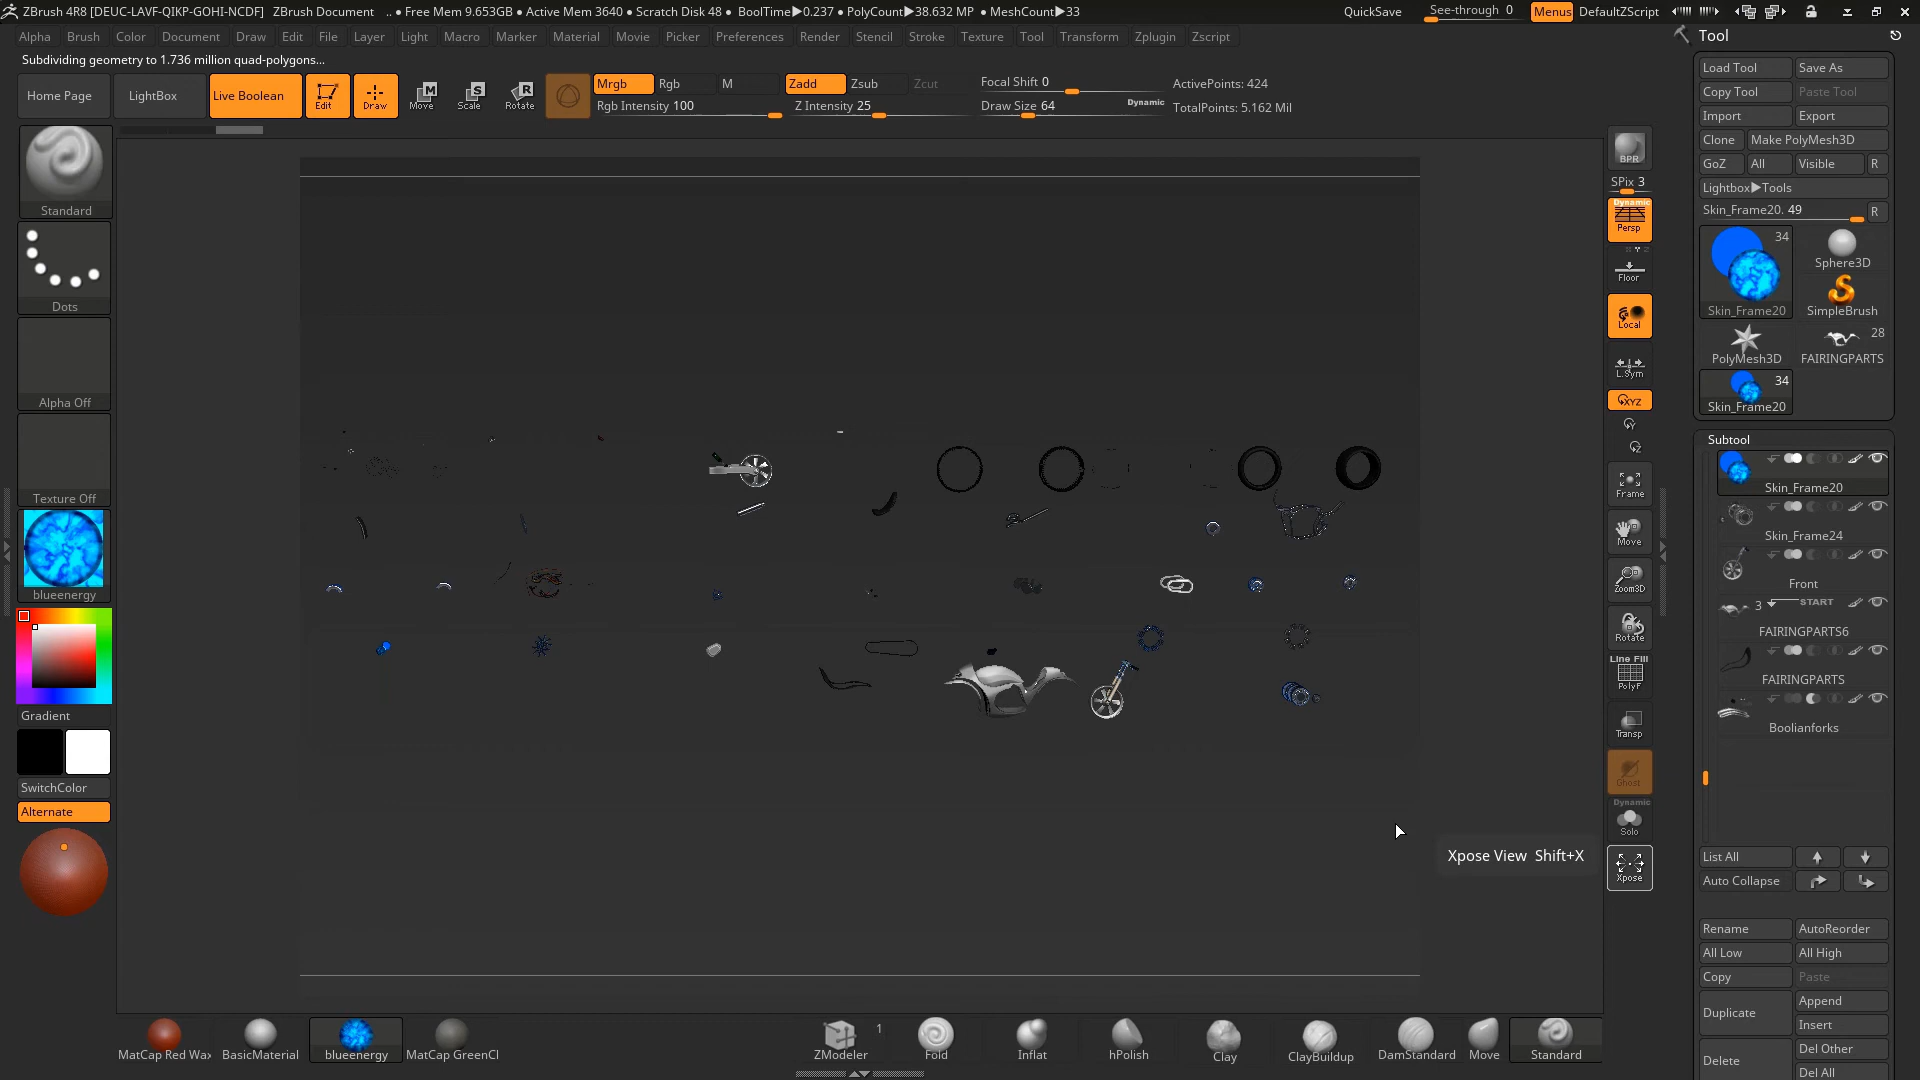 ZBrush 4R8 [DEUC-LAVF-QIKP-GOHI-NCDF] ZBrush Document .. ● Free Mem 9.653GB ● Active Mem 3640 ● Scratch Disk 48 ● BoolTime▶0.237 ● PolyCount▶38.632 MP ● MeshCount▶33 QuickSave See-through 0 Menus DefaultZScript
Alpha Brush Color Document Draw Edit File Layer Light Macro Marker Material Movie Picker Preferences Render Stencil Stroke Texture Tool Transform Zplugin Zscript
Subdividing geometry to 1.736 million quad-polygons...
Home Page LightBox Live Boolean Edit Draw Move Scale Rotate
Mrgb Rgb M Zadd Zsub Zcut Focal Shift 0 ActivePoints: 424
Rgb Intensity 100 Z Intensity 25 Draw Size 64 Dynamic TotalPoints: 5.162 Mil
Standard
Dots
Alpha Off
Texture Off
blueenergy
Gradient
SwitchColor
Alternate
BPR
SPix 3
Dynamic
Persp
Floor
Local
L.Sym
XYZ
Frame
Move
Zoom3D
Rotate
Line Fill
PolyF
Transp
Ghost
Dynamic
Solo
Xpose
Xpose View Shift+X
Tool
Load Tool Save As
Copy Tool Paste Tool
Import Export
Clone Make PolyMesh3D
GoZ All Visible R
Lightbox▶Tools
Skin_Frame20. 49 R
34
Skin_Frame20
Sphere3D
SimpleBrush
PolyMesh3D
28
FAIRINGPARTS
34
Skin_Frame20
Subtool
Skin_Frame20
Skin_Frame24
Front
3 START
FAIRINGPARTS6
FAIRINGPARTS
Boolianforks
List All
Auto Collapse
Rename AutoReorder
All Low All High
Copy Paste
Duplicate Append
Insert
Delete Del Other
Del All
MatCap Red Wax BasicMaterial blueenergy MatCap GreenCl
1
ZModeler Fold Inflat hPolish Clay ClayBuildup DamStandard Move Standard